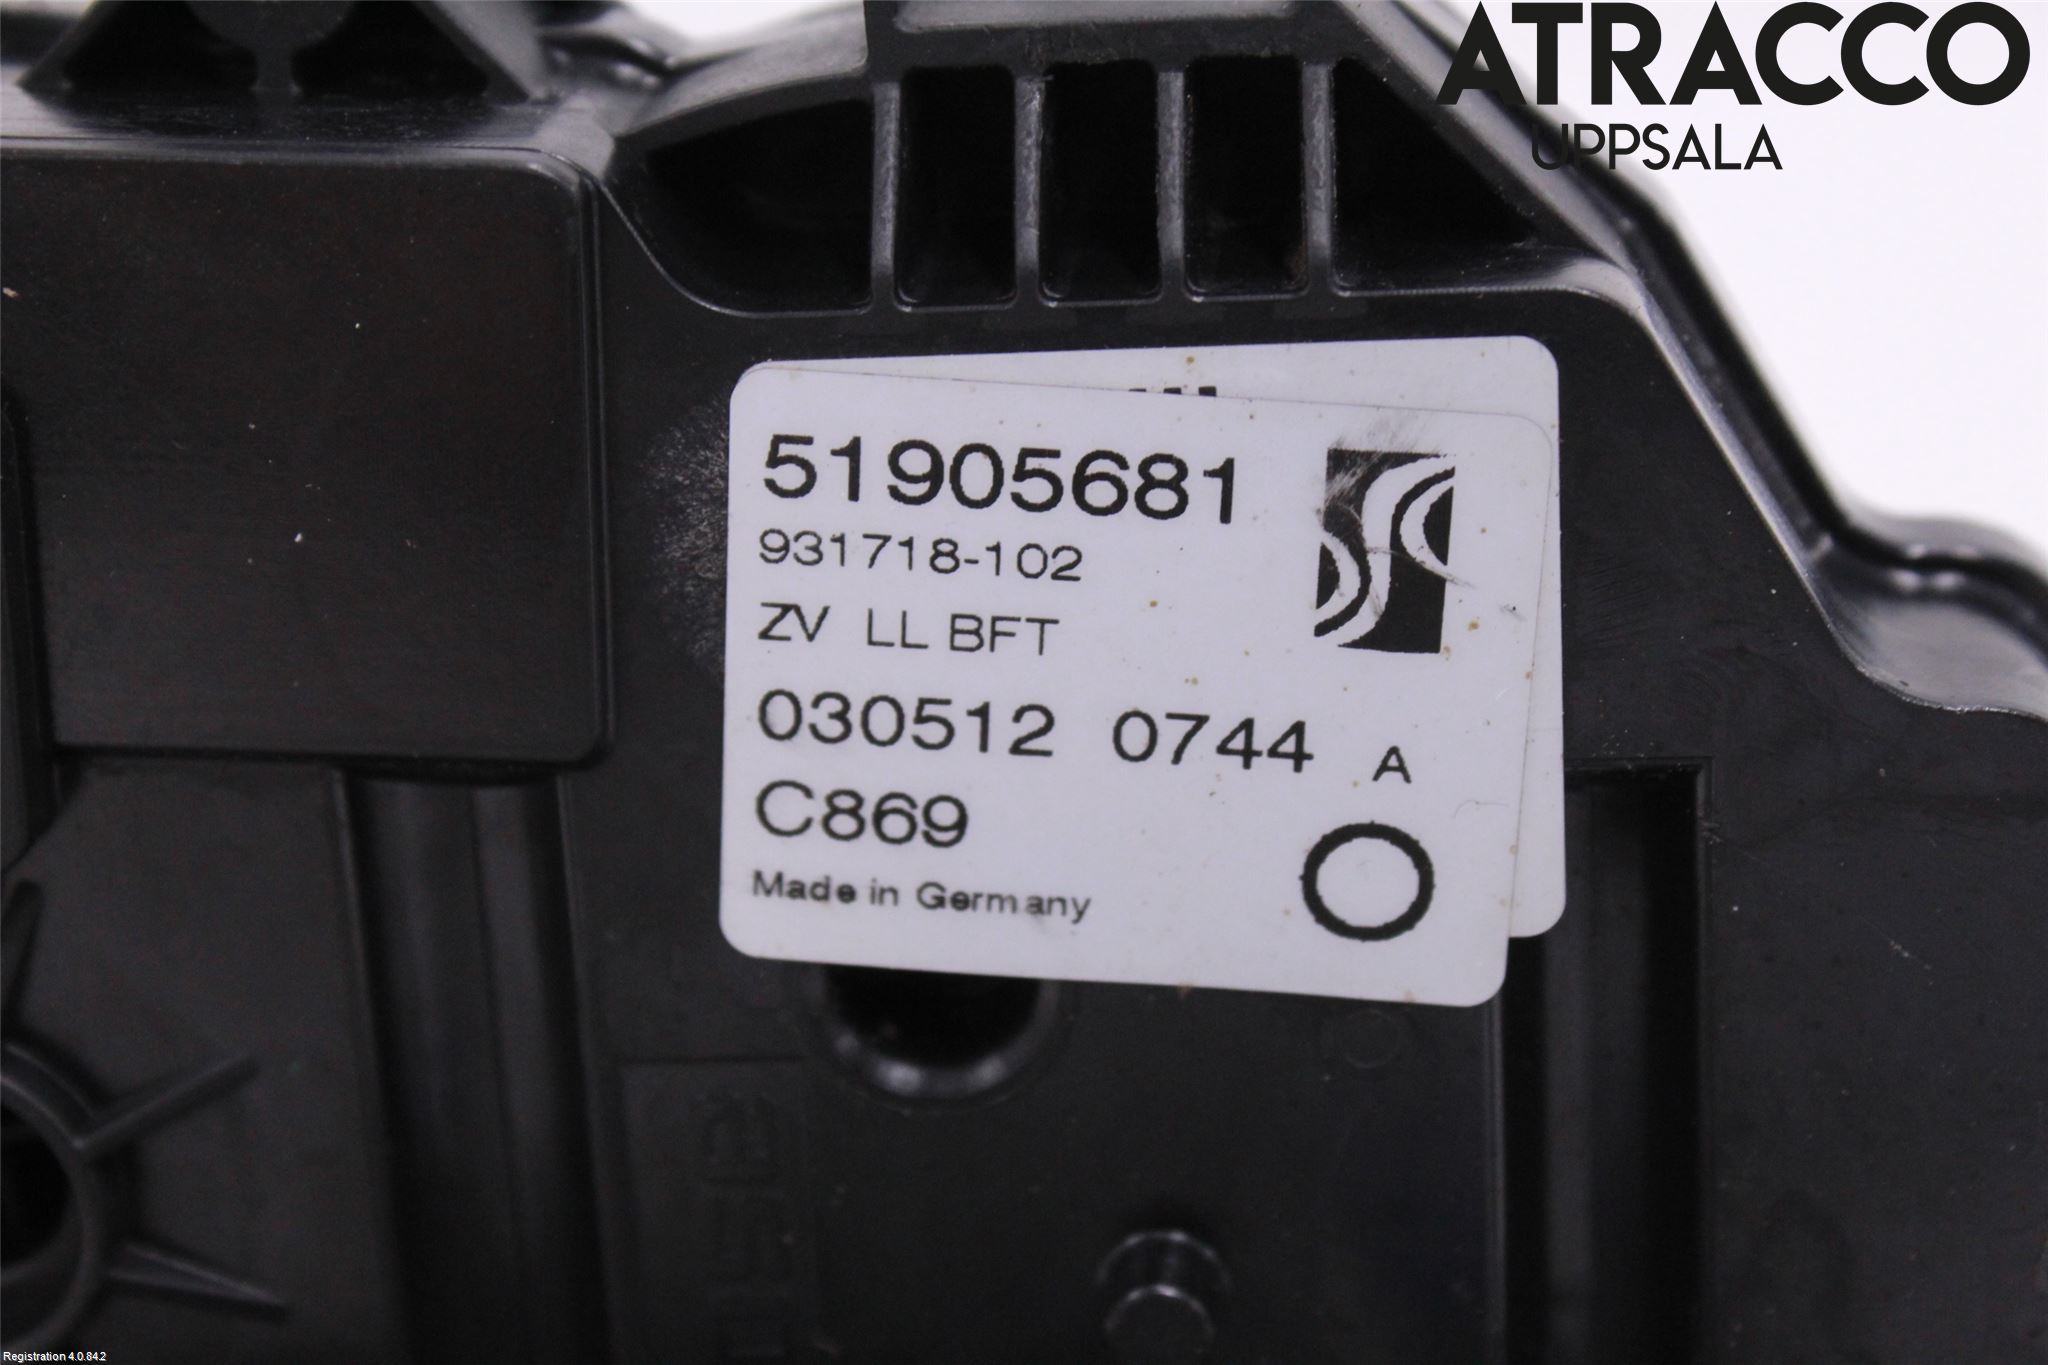 ATRACCO
UPPSALA
51905681
931718-102
ZV LL BFT
030512 0744 A
C869
Made in Germany
Registration 4.0.84.2